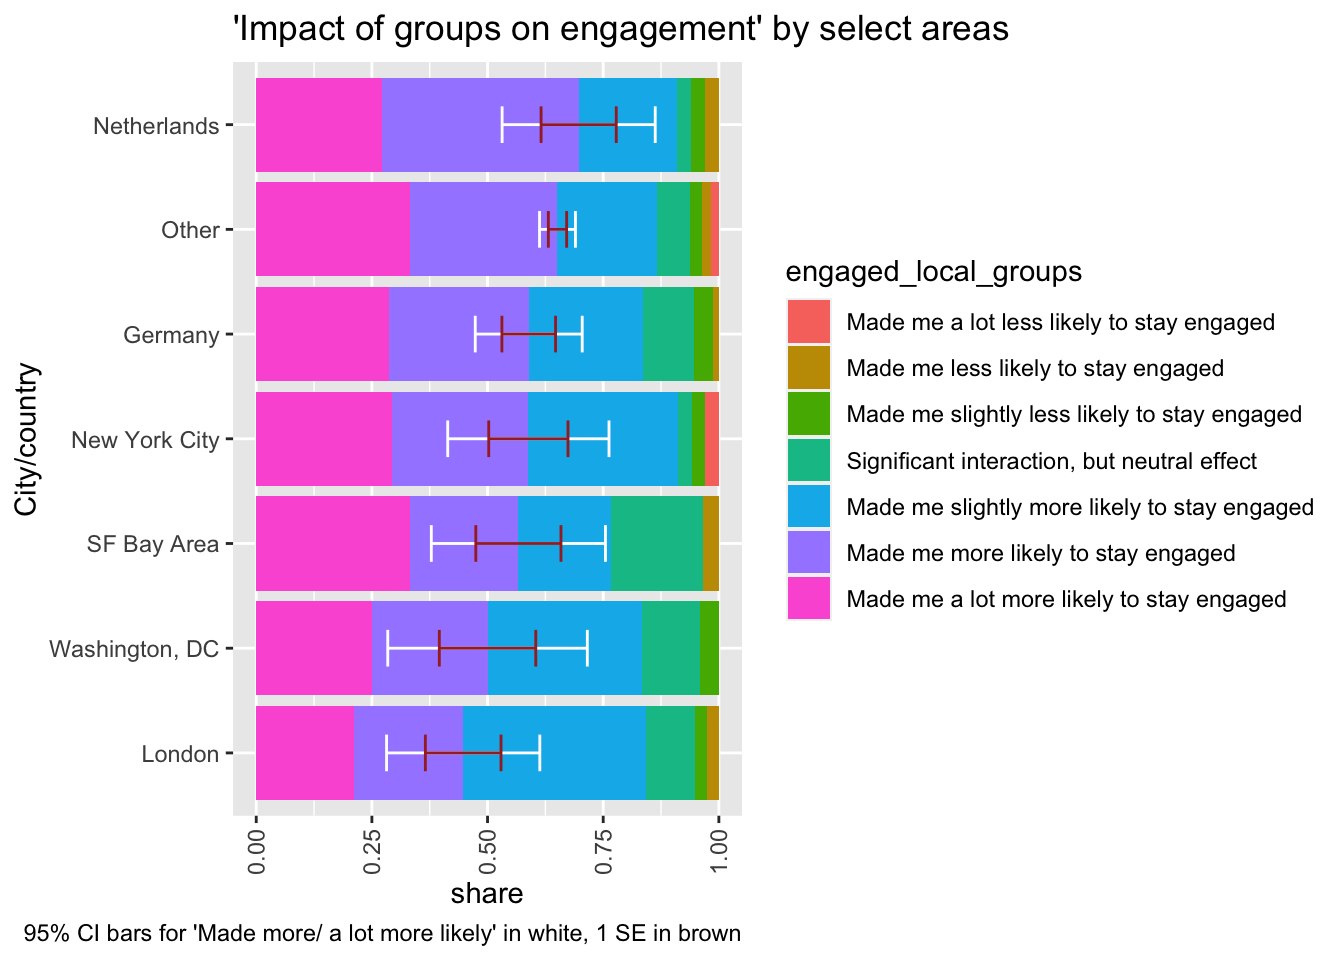 'Impact of groups on engagement' by select areas
City/country
Netherlands
Other
Germany
New York City
SF Bay Area
Washington, DC
London
0.00
0.25
0.50
0.75
1.00
share
engaged_local_groups
Made me a lot less likely to stay engaged
Made me less likely to stay engaged
Made me slightly less likely to stay engaged
Significant interaction, but neutral effect
Made me slightly more likely to stay engaged
Made me more likely to stay engaged
Made me a lot more likely to stay engaged
95% CI bars for 'Made more/ a lot more likely' in white, 1 SE in brown